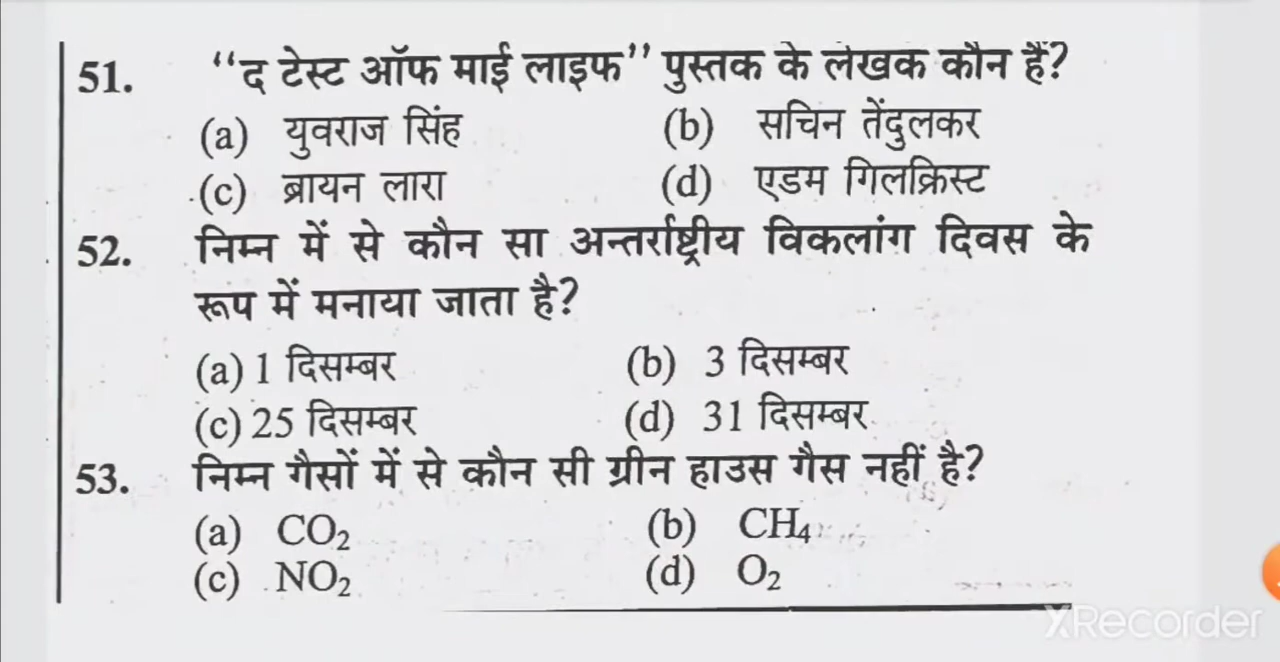 51. “द टेस्ट ऑफ माई लाइफ” पुस्तक के लेखक कौन हैं?
(a) युवराज सिंह (b) सचिन तेंदुलकर
(c) ब्रायन लारा (d) एडम गिलक्रिस्ट
52. निम्न में से कौन सा अन्तर्राष्ट्रीय विकलांग दिवस के
रूप में मनाया जाता है?
(a) 1 दिसम्बर (b) 3 दिसम्बर
(c) 25 दिसम्बर (d) 31 दिसम्बर
53. निम्न गैसों में से कौन सी ग्रीन हाउस गैस नहीं है?
(a) CO₂ (b) CH₄
(c) NO₂ (d) O₂
XRecorder